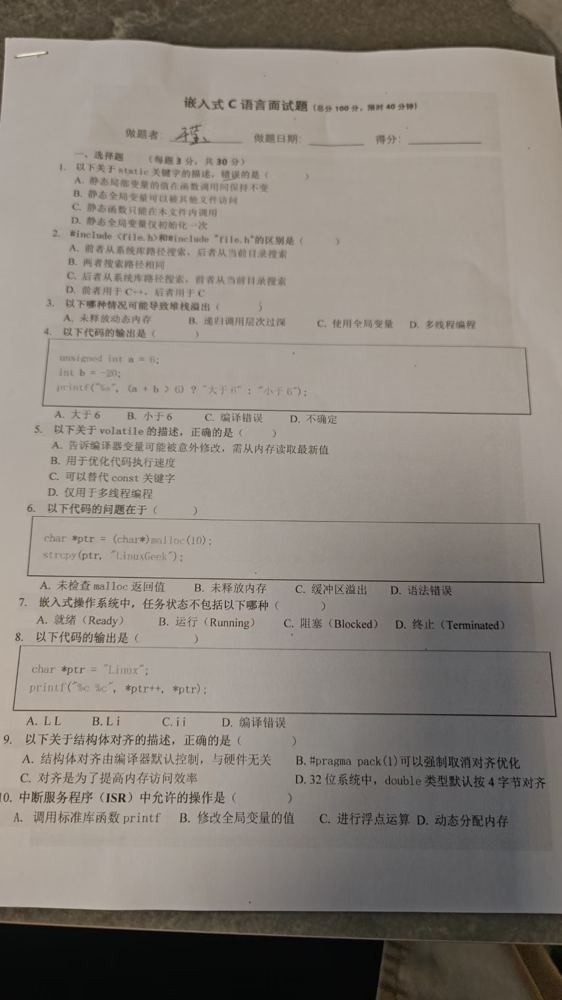 嵌入式 C 语言面试题 (总分 100 分，限时 40 分钟)
做题者: 做题日期: 得分:
一、选择题 （每题 3 分，共 30 分）
1. 以下关于 static 关键字的描述，错误的是（ ）
A. 静态局部变量的值在函数调用间保持不变
B. 静态全局变量可以被其他文件访问
C. 静态函数只能在本文件内调用
D. 静态全局变量仅初始化一次
2. #include <file.h>和#include "file.h"的区别是（ ）
A. 前者从系统库路径搜索，后者从当前目录搜索
B. 两者搜索路径相同
C. 后者从系统库路径搜索，前者从当前目录搜索
D. 前者用于 C++，后者用于 C
3. 以下哪种情况可能导致堆栈溢出（ ）
A. 未释放动态内存 B. 递归调用层次过深 C. 使用全局变量 D. 多线程编程
4. 以下代码的输出是（ ）
unsigned int a = 6;
int b = -20;
printf("%s", (a + b > 6) ? "大于 6" : "小于 6");
A. 大于 6 B. 小于 6 C. 编译错误 D. 不确定
5. 以下关于 volatile 的描述，正确的是（ ）
A. 告诉编译器变量可能被意外修改，需从内存读取最新值
B. 用于优化代码执行速度
C. 可以替代 const 关键字
D. 仅用于多线程编程
6. 以下代码的问题在于（ ）
char *ptr = (char*)malloc(10);
strcpy(ptr, "LinuxGeek");
A. 未检查 malloc 返回值 B. 未释放内存 C. 缓冲区溢出 D. 语法错误
7. 嵌入式操作系统中，任务状态不包括以下哪种（ ）
A. 就绪（Ready） B. 运行（Running） C. 阻塞（Blocked） D. 终止（Terminated）
8. 以下代码的输出是（ ）
char *ptr = "Linux";
printf("%c %c", *ptr++, *ptr);
A. L L B. L i C. i i D. 编译错误
9. 以下关于结构体对齐的描述，正确的是（ ）
A. 结构体对齐由编译器默认控制，与硬件无关 B. #pragma pack(1)可以强制取消对齐优化
C. 对齐是为了提高内存访问效率 D. 32 位系统中，double 类型默认按 4 字节对齐
10. 中断服务程序（ISR）中允许的操作是（ ）
A. 调用标准库函数 printf B. 修改全局变量的值 C. 进行浮点运算 D. 动态分配内存